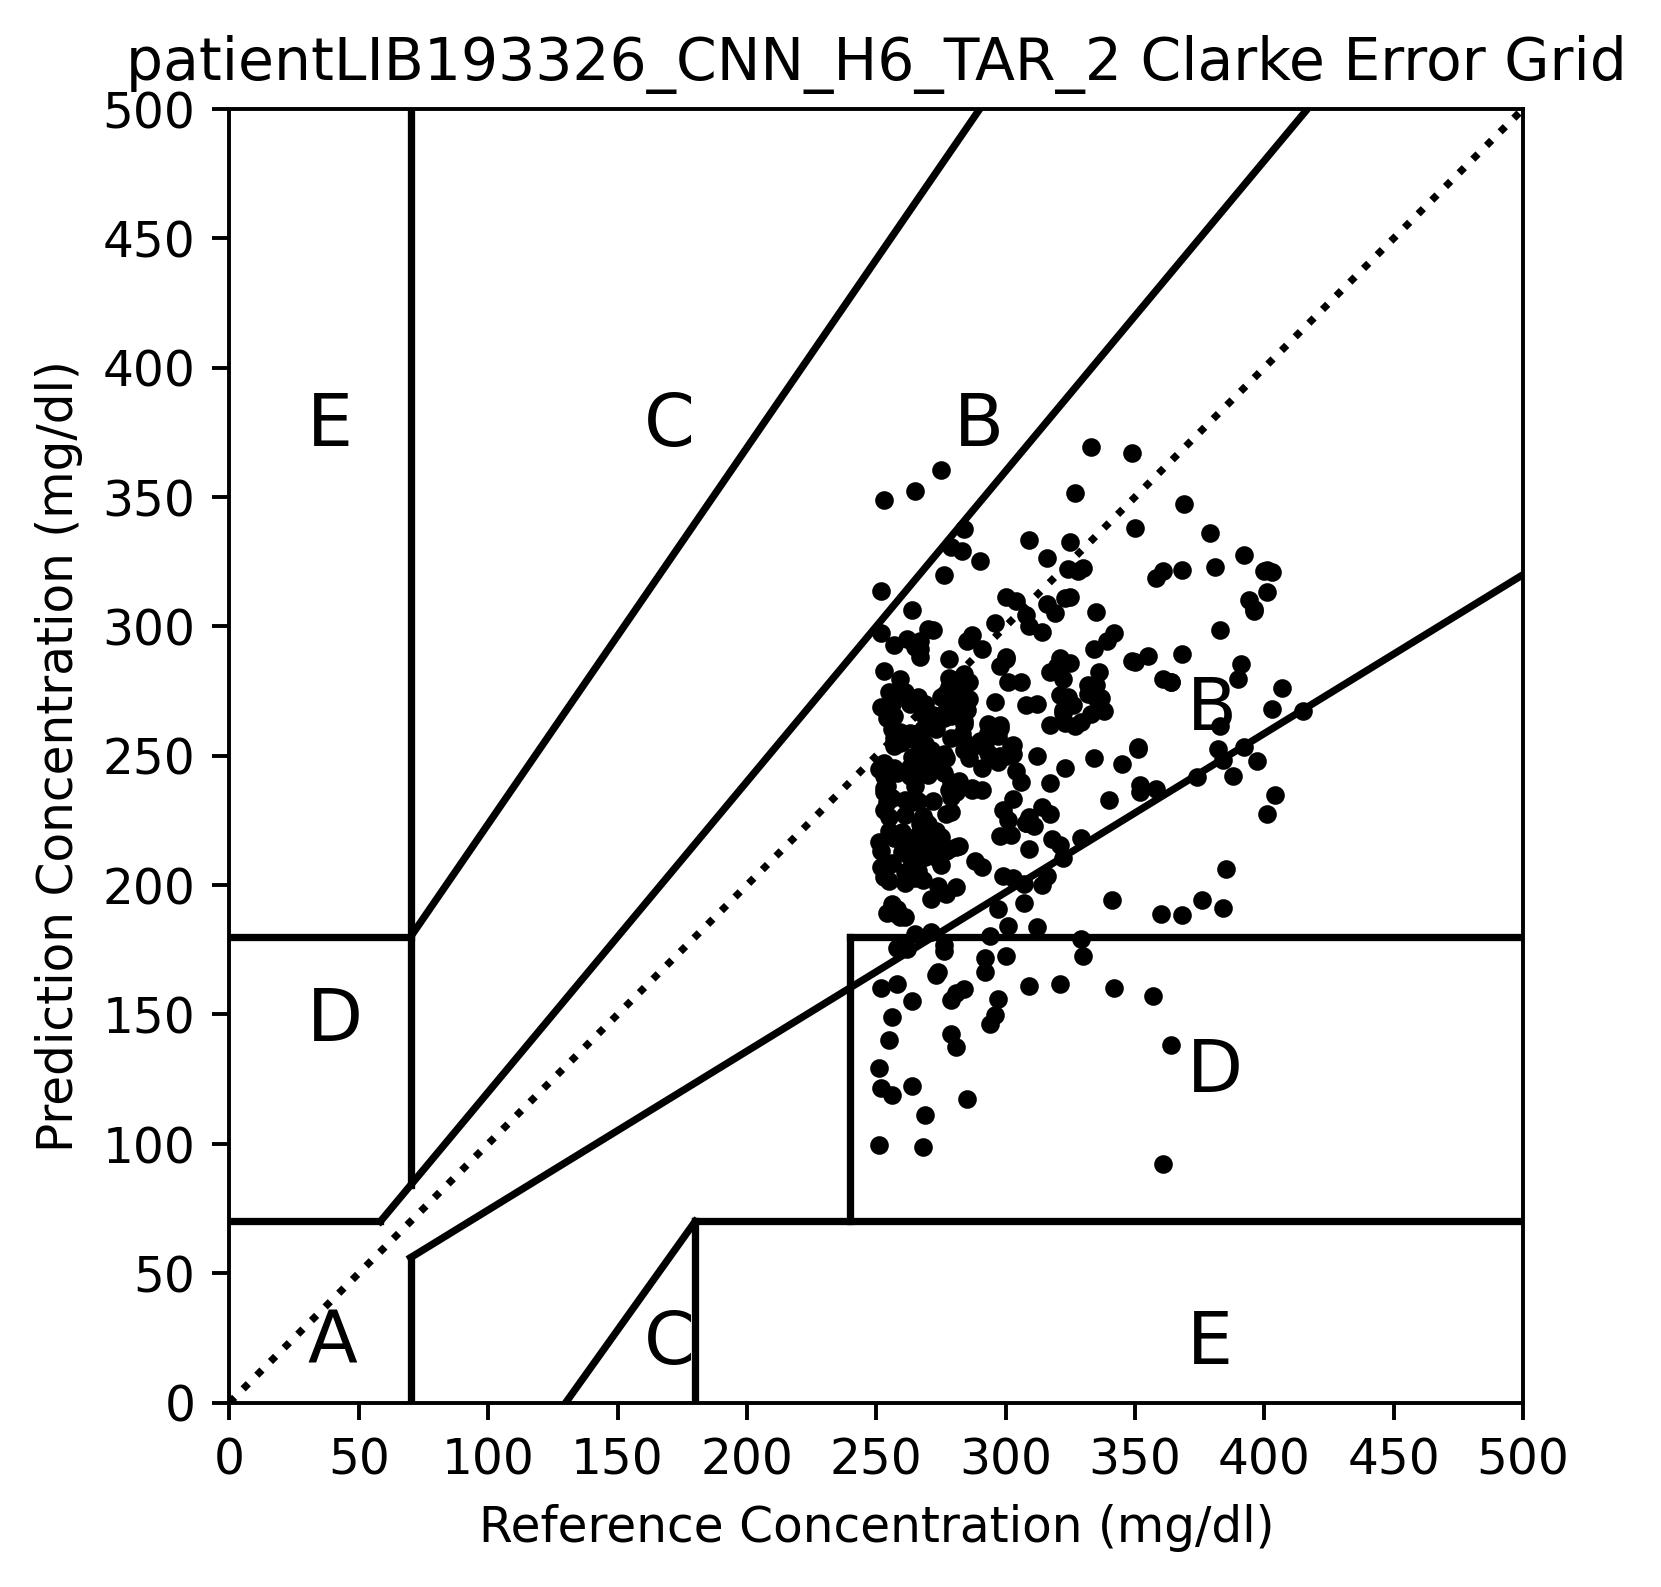 patientLIB193326_CNN_H6_TAR_2 Clarke Error Grid
500
450
400
350
300
250
200
150
100
50
0
Prediction Concentration (mg/dl)
E
C
B
B
D
D
A
C
E
0 50 100 150 200 250 300 350 400 450 500
Reference Concentration (mg/dl)